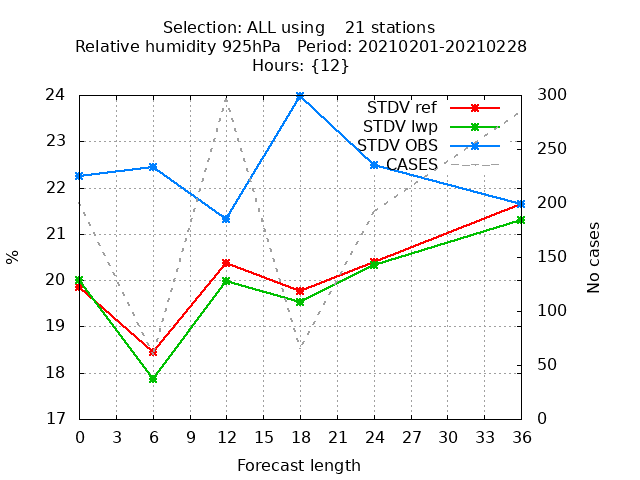 Selection: ALL using 21 stations
Relative humidity 925hPa Period: 20210201-20210228
Hours: {12}
24 300
STDV ref
STDV lwp
23
STDV OBS 250
CASES
22
200
21
% No cases
150
20
100
19
18 50
17 0
0 3 6 9 12 15 18 21 24 27 30 33 36
Forecast length